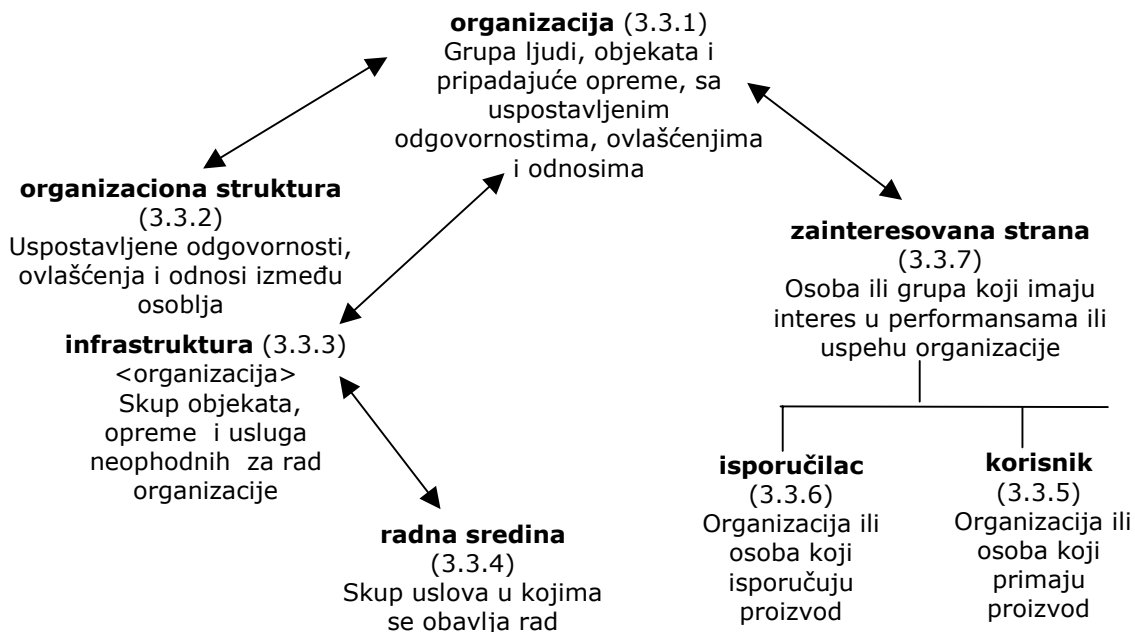 organizacija (3.3.1)
Grupa ljudi, objekata i
pripadajuće opreme, sa
uspostavljenim
odgovornostima, ovlašćenjima
i odnosima
organizaciona struktura
(3.3.2)
Uspostavljene odgovornosti,
ovlašćenja i odnosi između
osoblja
zainteresovana strana
(3.3.7)
Osoba ili grupa koji imaju
interes u performansama ili
uspehu organizacije
infrastruktura (3.3.3)
<organizacija>
Skup objekata,
opreme i usluga
neophodnih za rad
organizacije
radna sredina
(3.3.4)
Skup uslova u kojima
se obavlja rad
isporučilac
(3.3.6)
Organizacija ili
osoba koji
isporučuju
proizvod
korisnik
(3.3.5)
Organizacija ili
osoba koji
primaju
proizvod